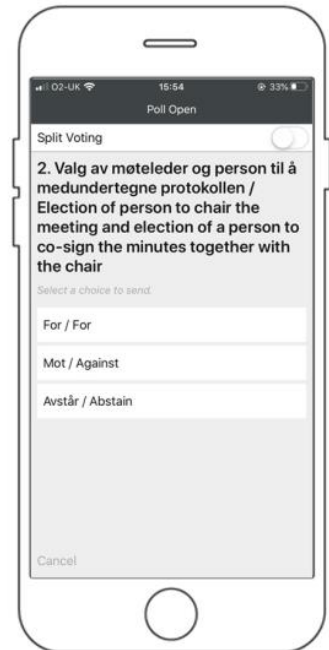 O2-UK 15:54 33%
Poll Open
Split Voting
2. Valg av møteleder og person til å
medundertegne protokollen /
Election of person to chair the
meeting and election of a person to
co-sign the minutes together with
the chair
Select a choice to send.
For / For
Mot / Against
Avstår / Abstain
Cancel